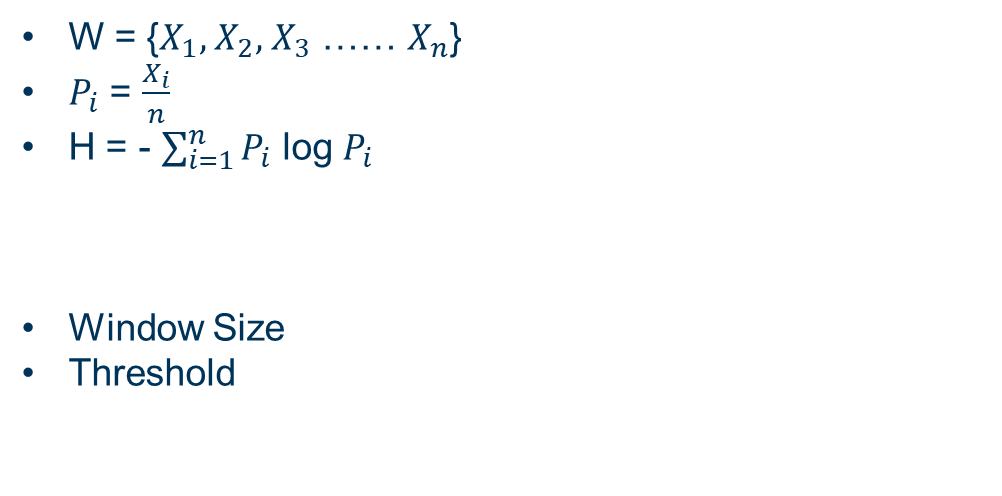 • W = {𝑋₁, 𝑋₂, 𝑋₃ …… 𝑋ₙ}
• 𝑃ᵢ = 𝑋ᵢ/𝑛
• H = - ∑ⁿᵢ₌₁ 𝑃ᵢ log 𝑃ᵢ
• Window Size
• Threshold